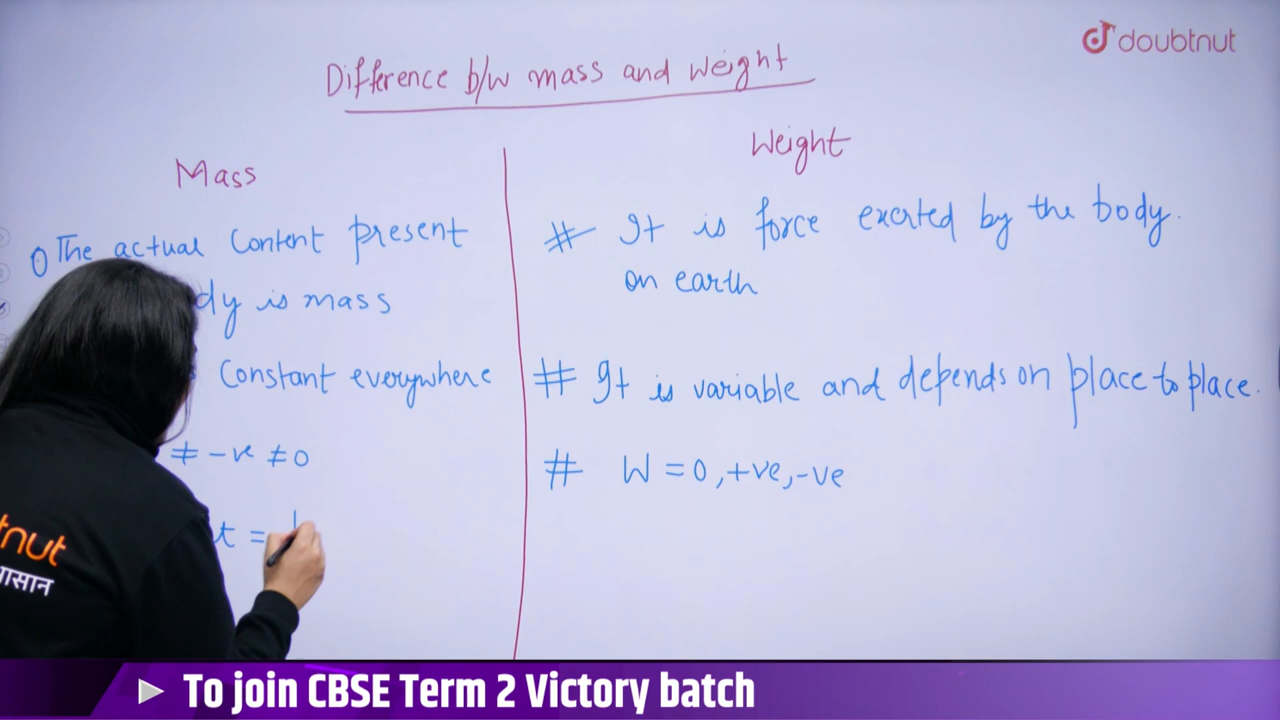 doubtnut
Difference b/w mass and Weight
Mass
The actual Content present
dy is mass
Constant everywhere
≠ -ve ≠0
t =
Weight
# It is force exerted by the body.
on earth
# It is variable and depends on place to place.
# W = 0, +ve, -ve
tnut
ासान
To join CBSE Term 2 Victory batch